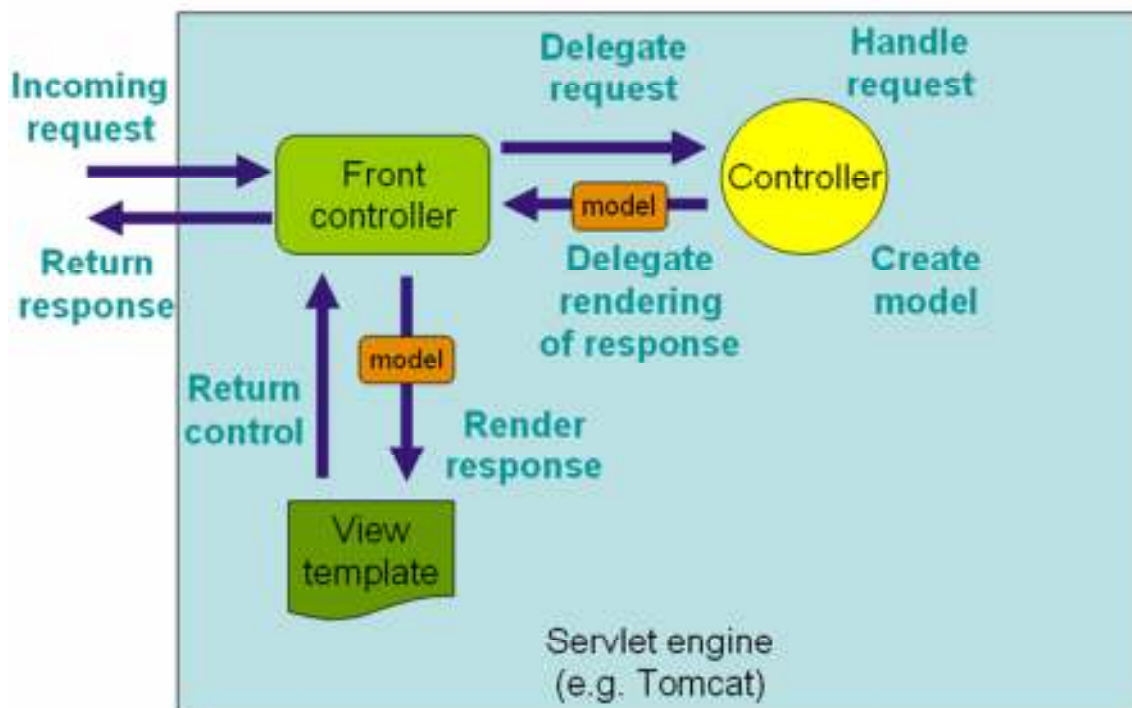 Incoming
request
Delegate
request
Handle
request
Front
controller
Controller
model
Return
response
Delegate
rendering
of response
Create
model
model
Return
control
Render
response
View
template
Servlet engine
(e.g. Tomcat)